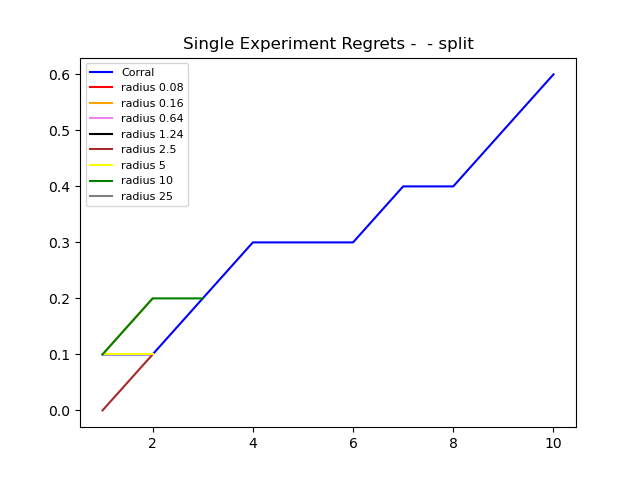 Single Experiment Regrets -  - split
Corral
radius 0.08
radius 0.16
radius 0.64
radius 1.24
radius 2.5
radius 5
radius 10
radius 25
0.6
0.5
0.4
0.3
0.2
0.1
0.0
2 4 6 8 10